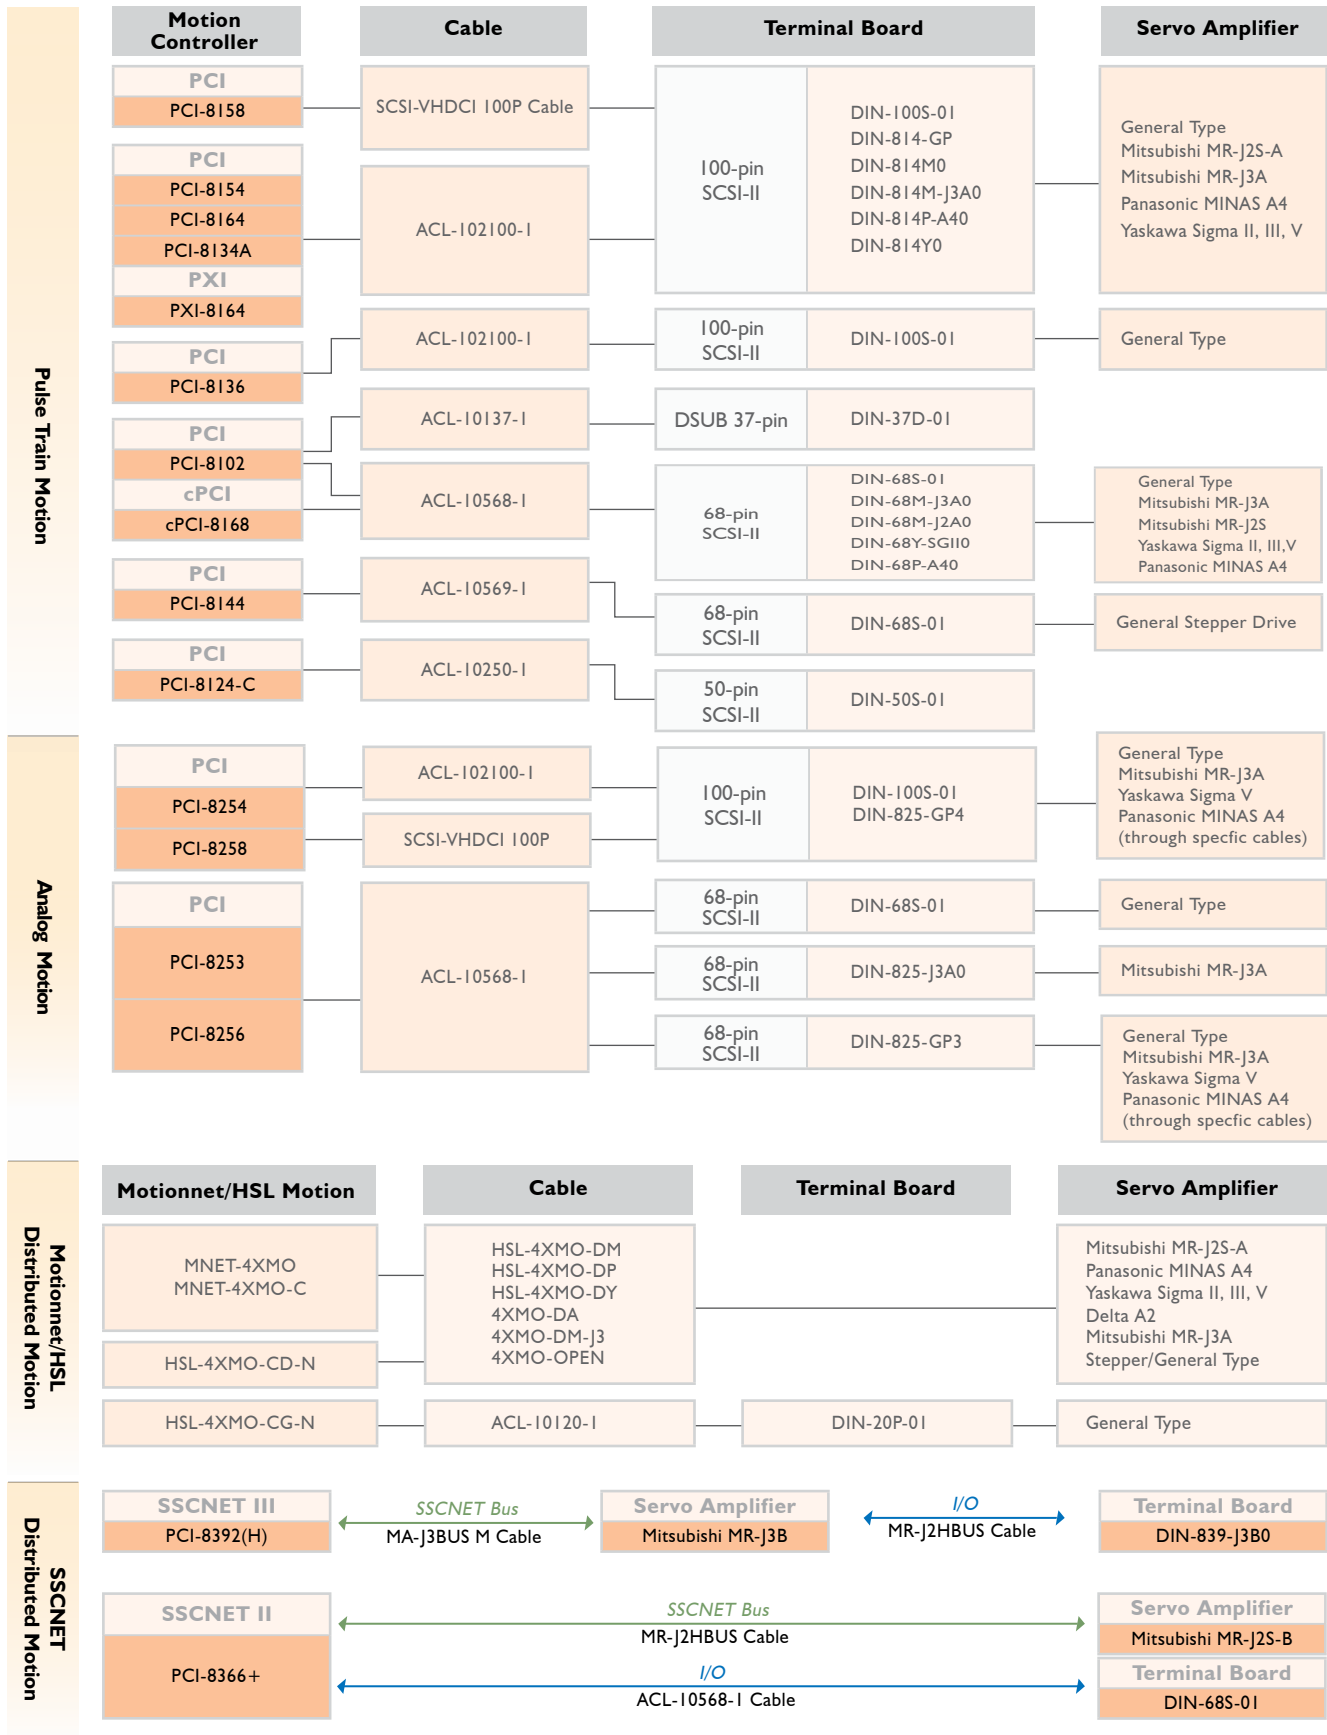 Motion
Controller
Cable
Terminal Board
Servo Amplifier
Pulse Train Motion
PCI
PCI-8158
SCSI-VHDCI 100P Cable
PCI
PCI-8154
PCI-8164
PCI-8134A
PXI
PXI-8164
ACL-102100-1
100-pin
SCSI-II
DIN-100S-01
DIN-814-GP
DIN-814M0
DIN-814M-J3A0
DIN-814P-A40
DIN-814Y0
General Type
Mitsubishi MR-J2S-A
Mitsubishi MR-J3A
Panasonic MINAS A4
Yaskawa Sigma II, III, V
PCI
PCI-8136
ACL-102100-1
100-pin
SCSI-II
DIN-100S-01
General Type
PCI
PCI-8102
cPCI
cPCI-8168
ACL-10137-1
DSUB 37-pin
DIN-37D-01
ACL-10568-1
68-pin
SCSI-II
DIN-68S-01
DIN-68M-J3A0
DIN-68M-J2A0
DIN-68Y-SGII0
DIN-68P-A40
General Type
Mitsubishi MR-J3A
Mitsubishi MR-J2S
Yaskawa Sigma II, III,V
Panasonic MINAS A4
PCI
PCI-8144
ACL-10569-1
68-pin
SCSI-II
DIN-68S-01
General Stepper Drive
PCI
PCI-8124-C
ACL-10250-1
50-pin
SCSI-II
DIN-50S-01
Analog Motion
PCI
PCI-8254
PCI-8258
ACL-102100-1
SCSI-VHDCI 100P
100-pin
SCSI-II
DIN-100S-01
DIN-825-GP4
General Type
Mitsubishi MR-J3A
Yaskawa Sigma V
Panasonic MINAS A4
(through specfic cables)
PCI
PCI-8253
PCI-8256
ACL-10568-1
68-pin
SCSI-II
DIN-68S-01
General Type
68-pin
SCSI-II
DIN-825-J3A0
Mitsubishi MR-J3A
68-pin
SCSI-II
DIN-825-GP3
General Type
Mitsubishi MR-J3A
Yaskawa Sigma V
Panasonic MINAS A4
(through specfic cables)
Motionnet/HSL
Distributed Motion
Motionnet/HSL Motion
Cable
Terminal Board
Servo Amplifier
MNET-4XMO
MNET-4XMO-C
HSL-4XMO-CD-N
HSL-4XMO-DM
HSL-4XMO-DP
HSL-4XMO-DY
4XMO-DA
4XMO-DM-J3
4XMO-OPEN
Mitsubishi MR-J2S-A
Panasonic MINAS A4
Yaskawa Sigma II, III, V
Delta A2
Mitsubishi MR-J3A
Stepper/General Type
HSL-4XMO-CG-N
ACL-10120-1
DIN-20P-01
General Type
SSCNET
Distributed Motion
SSCNET III
PCI-8392(H)
SSCNET Bus
MA-J3BUS M Cable
Servo Amplifier
Mitsubishi MR-J3B
I/O
MR-J2HBUS Cable
Terminal Board
DIN-839-J3B0
SSCNET II
PCI-8366+
SSCNET Bus
MR-J2HBUS Cable
Servo Amplifier
Mitsubishi MR-J2S-B
I/O
ACL-10568-1 Cable
Terminal Board
DIN-68S-01